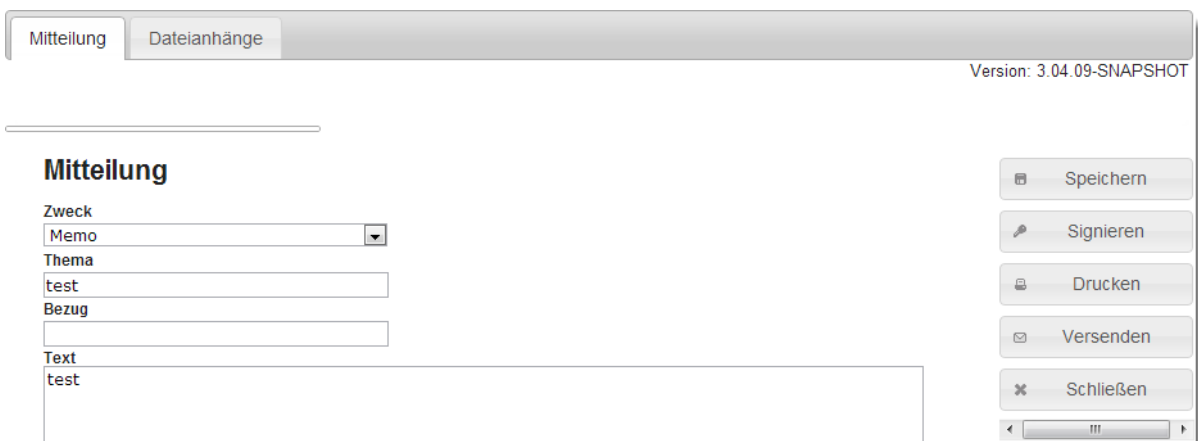 Mitteilung Dateianhänge
Version: 3.04.09-SNAPSHOT
Mitteilung
Zweck
Memo
Thema
test
Bezug
Text
test
Speichern
Signieren
Drucken
Versenden
Schließen